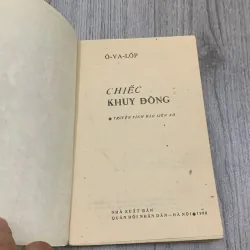 Ô-VA-LỐP
CHIẾC
KHUY ĐỒNG
NHÀ XUẤT BẢN
QUÂN ĐỘI NHÂN DÂN - HÀ NỘI